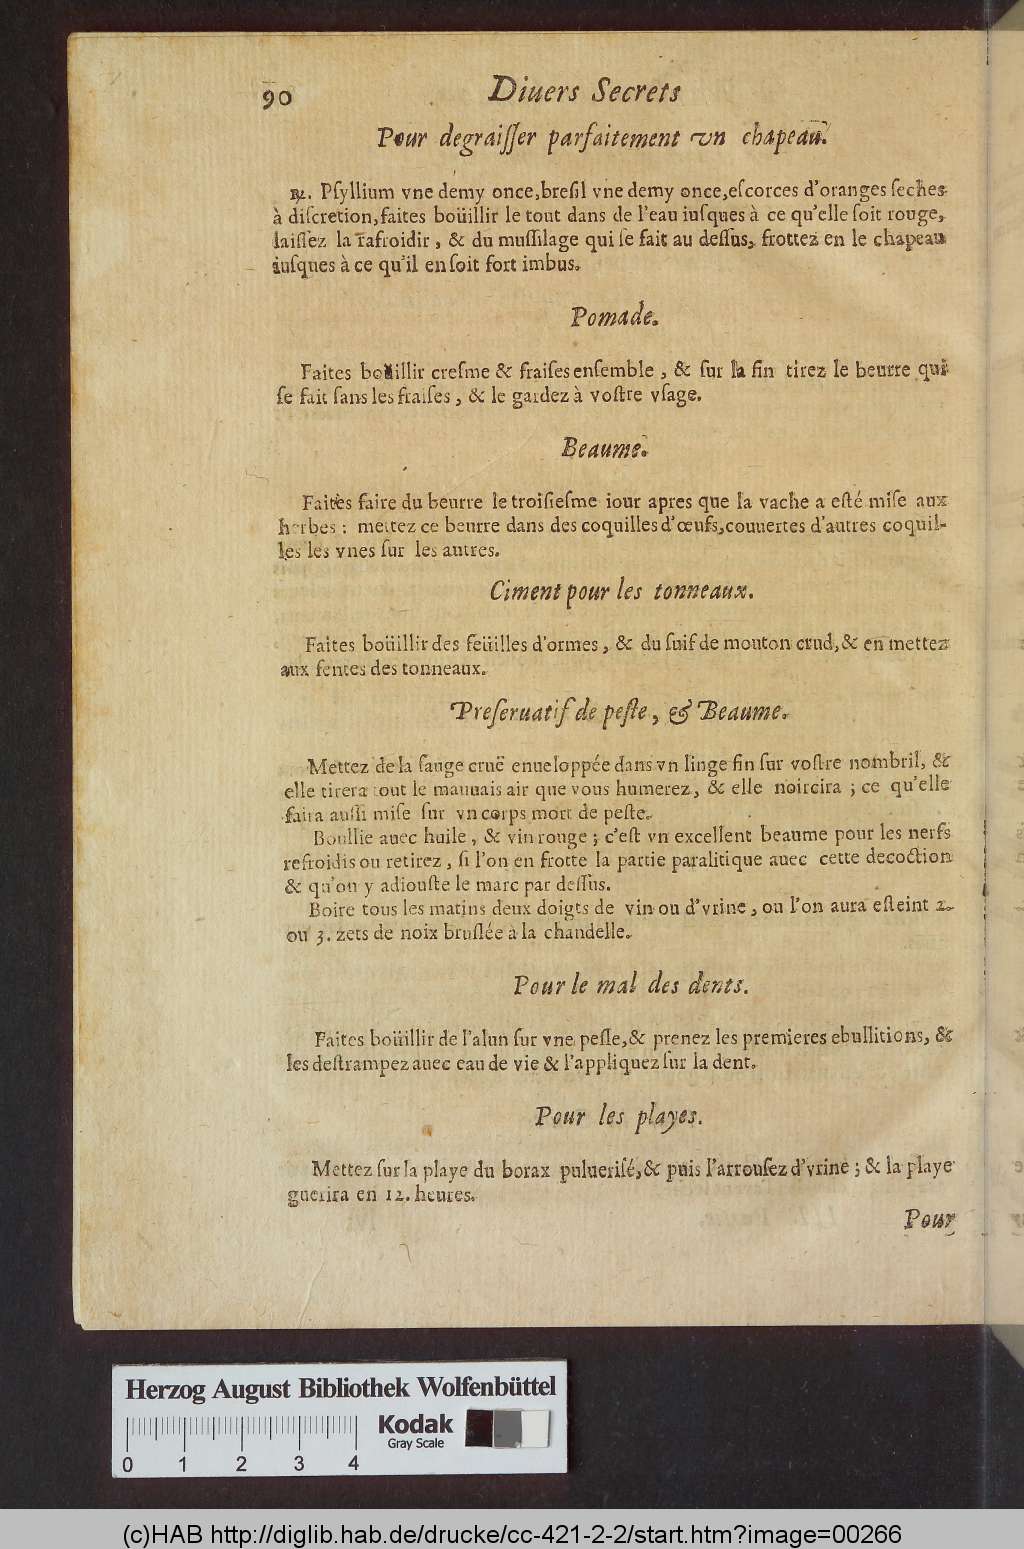 90
Diuers Secrets
Pour degraiſſer parfaitement vn chapeau.
℞. Pſyllium vne demy once, breſil vne demy once, eſcorces d'oranges ſeches
à diſcretion, faites boüillir le tout dans de l'eau iuſques à ce qu'elle ſoit rouge,
laiſſez la rafroidir, & du muſſilage qui ſe fait au deſſus, frottez en le chapeau
iuſques à ce qu'il en ſoit fort imbus.
Pomade.
Faites boüillir creſme & fraiſes enſemble, & ſur la fin tirez le beurre qui
ſe fait ſans les fraiſes, & le gardez à voſtre vſage.
Beaume.
Faites faire du beurre le troiſieſme iour apres que la vache a eſté miſe aux
herbes: mettez ce beurre dans des coquilles d'œufs, couuertes d'autres coquil-
les les vnes ſur les autres.
Ciment pour les tonneaux.
Faites boüillir des feüilles d'ormes, & du ſuif de mouton crud, & en mettez
aux fentes des tonneaux.
Preſeruatif de peſte, & Beaume.
Mettez de la ſauge cruë enueloppée dans vn linge fin ſur voſtre nombril, &
elle tirera tout le mauuais air que vous humerez, & elle noircira; ce qu'elle
faira auſſi miſe ſur vn corps mort de peſte.
Boullie auec huile, & vin rouge; c'eſt vn excellent beaume pour les nerfs
refroidis ou retirez, ſi l'on en frotte la partie paralitique auec cette decoction
& qu'on y adiouſte le marc par deſſus.
Boire tous les matins deux doigts de vin ou d'vrine, ou l'on aura eſteint 2.
ou 3. zets de noix bruſlée à la chandelle.
Pour le mal des dents.
Faites boüillir de l'alun ſur vne peſle, & prenez les premieres ebullitions, &
les deſtrampez auec eau de vie & l'appliquez ſur la dent.
Pour les playes.
Mettez ſur la playe du borax pulueriſé, & puis l'arrouſez d'vrine; & la playe
guerira en 12. heures.
Pour
Herzog August Bibliothek Wolfenbüttel
Kodak
Gray Scale
0 1 2 3 4
(c)HAB http://diglib.hab.de/drucke/cc-421-2-2/start.htm?image=00266